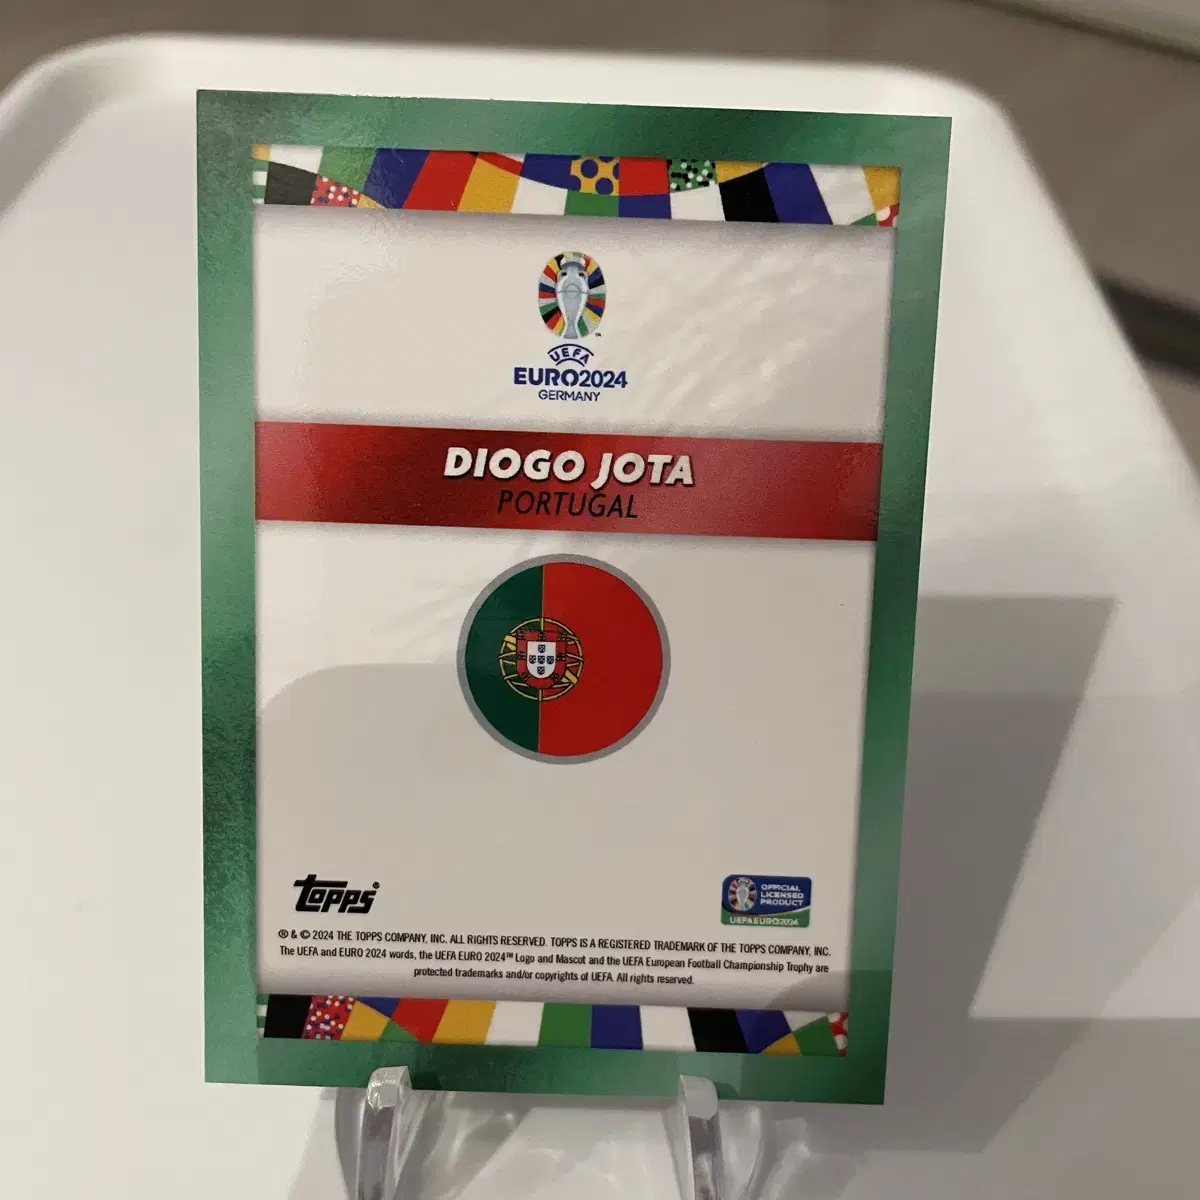 UEFA
EURO2024
GERMANY
DIOGO JOTA
PORTUGAL
topps®
OFFICIAL
LICENSED
PRODUCT
UEFA EURO2024
® & © 2024 THE TOPPS COMPANY, INC. ALL RIGHTS RESERVED. TOPPS IS A REGISTERED TRADEMARK OF THE TOPPS COMPANY, INC.
The UEFA and EURO 2024 words, the UEFA EURO 2024™ Logo and Mascot and the UEFA European Football Championship Trophy are
protected trademarks and/or copyrights of UEFA. All rights reserved.